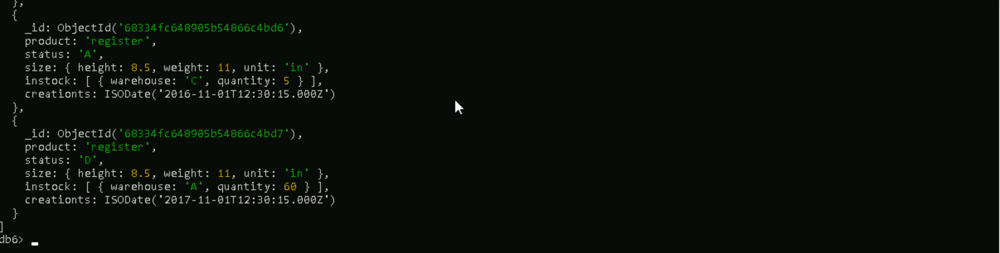 },
{
_id: ObjectId('68334fc648905b54866c4bd6'),
product: 'register',
status: 'A',
size: { height: 8.5, weight: 11, unit: 'in' },
instock: [ { warehouse: 'C', quantity: 5 } ],
creationts: ISODate('2016-11-01T12:30:15.000Z')
},
{
_id: ObjectId('68334fc648905b54866c4bd7'),
product: 'register',
status: 'D',
size: { height: 8.5, weight: 11, unit: 'in' },
instock: [ { warehouse: 'A', quantity: 60 } ],
creationts: ISODate('2017-11-01T12:30:15.000Z')
}
]
db6>